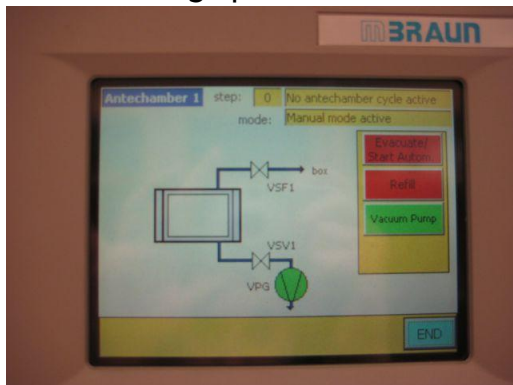 MBRAUN
Antechamber 1 step: 0 No antechamber cycle active
mode: Manual mode active
Evacuate/
Start Autom.
Refill
Vacuum Pump
box
VSF1
VSV1
VPG
END